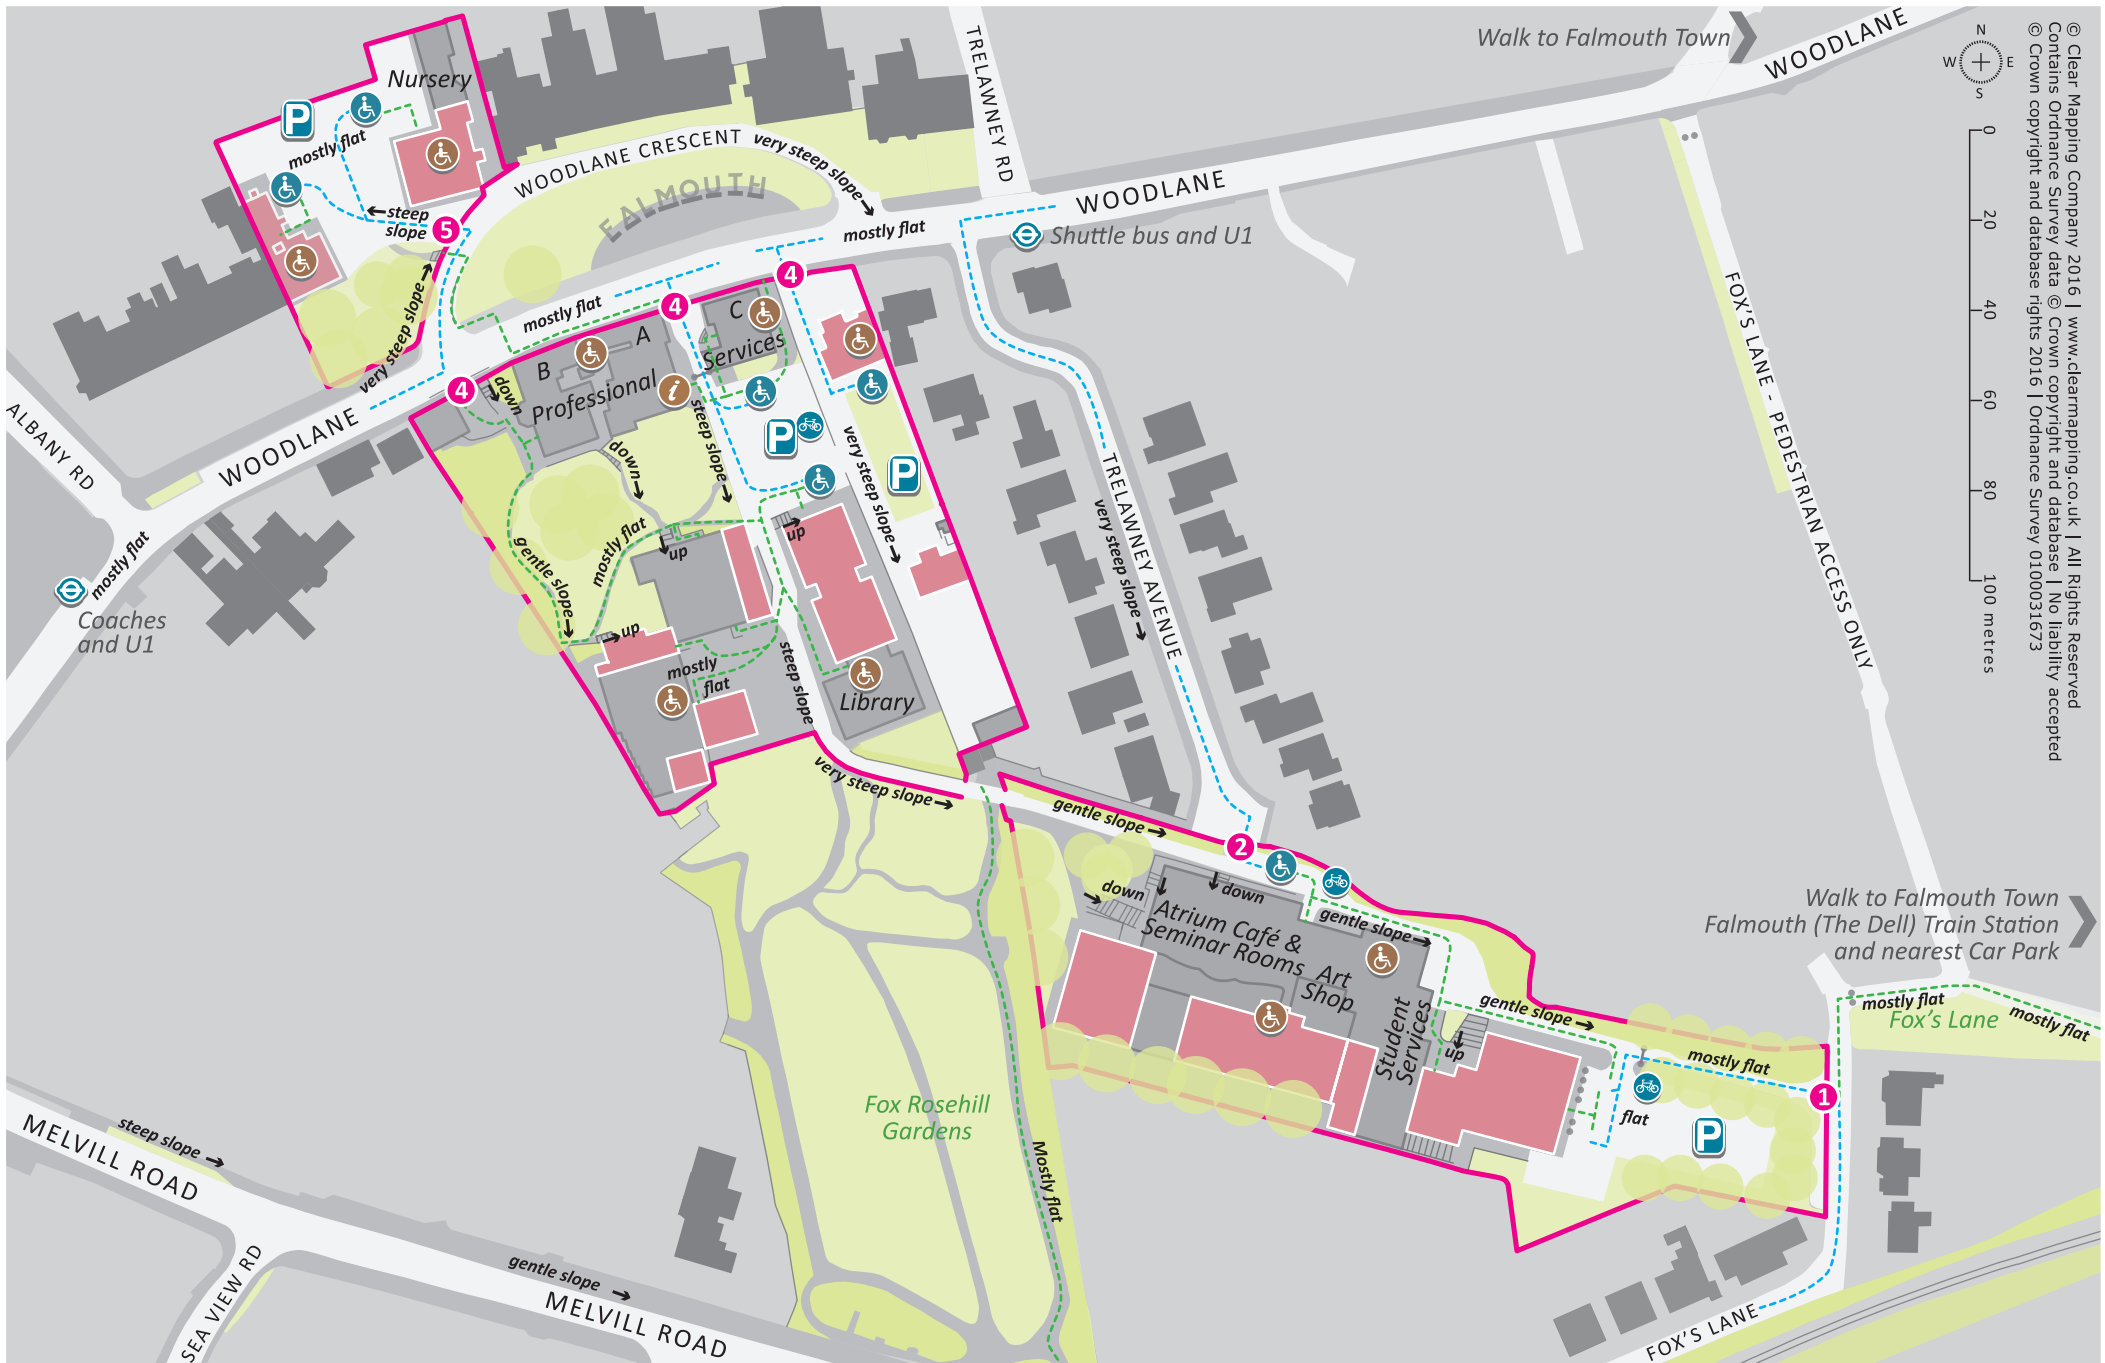 Nursery
P
mostly flat
steep
slope
5
WOODLANE CRESCENT
very steep slope
FALMOUTH
TRELAWNEY RD
Walk to Falmouth Town
WOODLANE
N
W E
S
© Clear Mapping Company 2016 | www.clearmapping.co.uk | All Rights Reserved
Contains Ordnance Survey data © Crown copyright and database | No liability accepted
© Crown copyright and database rights 2016 | Ordnance Survey 0100031673
0
20
40
60
80
100 metres
WOODLANE
mostly flat
Shuttle bus and U1
4
4
mostly flat
very steep slope
4
A
B
C
Professional
Services
i
down
down
steep slope
P
P
very steep slope
WOODLANE
ALBANY RD
mostly flat
Coaches
and U1
gentle slope
mostly flat
up
up
up
mostly
flat
steep slope
Library
very steep slope
TRELAWNEY AVENUE
very steep slope
FOX'S LANE - PEDESTRIAN ACCESS ONLY
gentle slope
2
down
down
Atrium Café &
Seminar Rooms
Art
Shop
gentle slope
Student
Services
up
gentle slope
Walk to Falmouth Town
Falmouth (The Dell) Train Station
and nearest Car Park
mostly flat
mostly flat
Fox's Lane
mostly flat
1
flat
P
Fox Rosehill
Gardens
Mostly flat
MELVILL ROAD
steep slope
SEA VIEW RD
gentle slope
MELVILL ROAD
FOX'S LANE